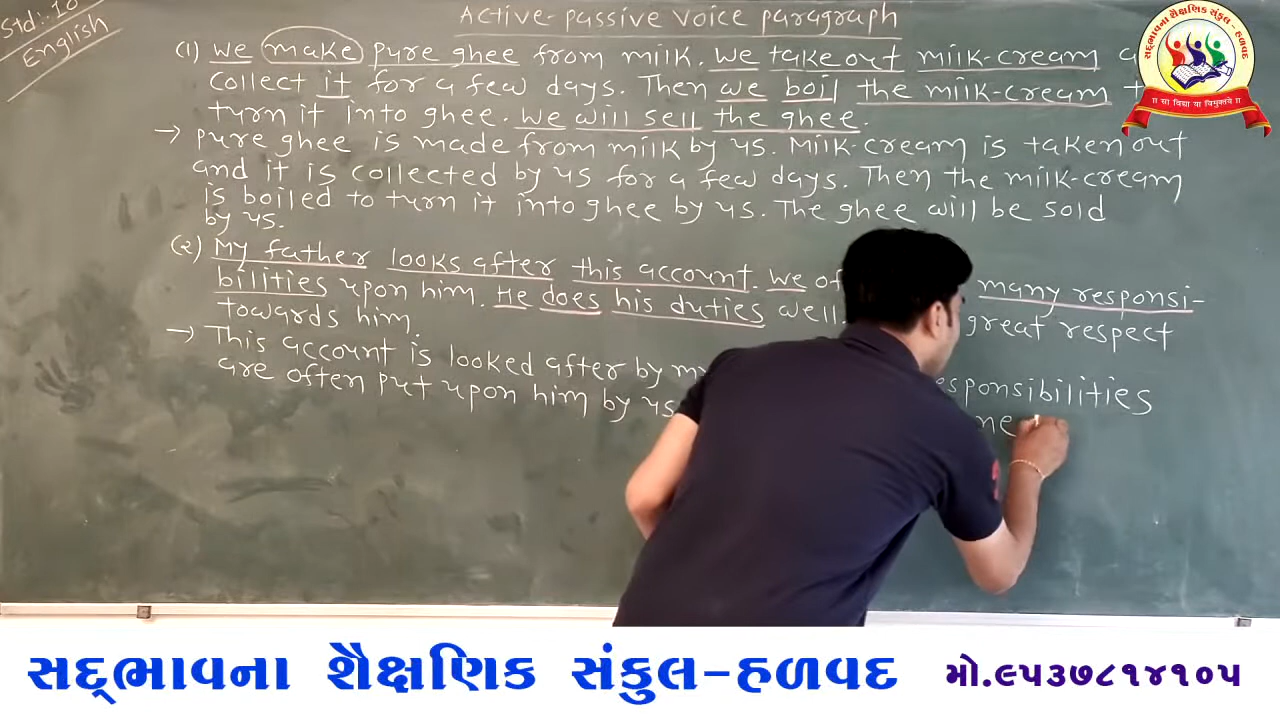 Std:-10
English
Active-passive voice paragraph
(1) We make pure ghee from milk. We take out milk-cream
collect it for a few days. Then we boil the milk-cream
turn it into ghee. We will sell the ghee.
→ Pure ghee is made from milk by us. Milk-cream is taken out
and it is collected by us for a few days. Then the milk-cream
is boiled to turn it into ghee by us. The ghee will be sold
by us.
(2) My father looks after this account. We many responsi-
bilities upon him. He does his duties well. great respect
towards him.
→ This account is looked after by my responsibilities
are often put upon him by us
સદ્ભાવના શૈક્ષણિક સંકુલ - હળવદ
॥ સા વિદ્યા યા વિમુક્તયે ॥
સદ્ભાવના શૈક્ષણિક સંકુલ-હળવદ મો.૯૫૩૭૮૧૪૧૦૫